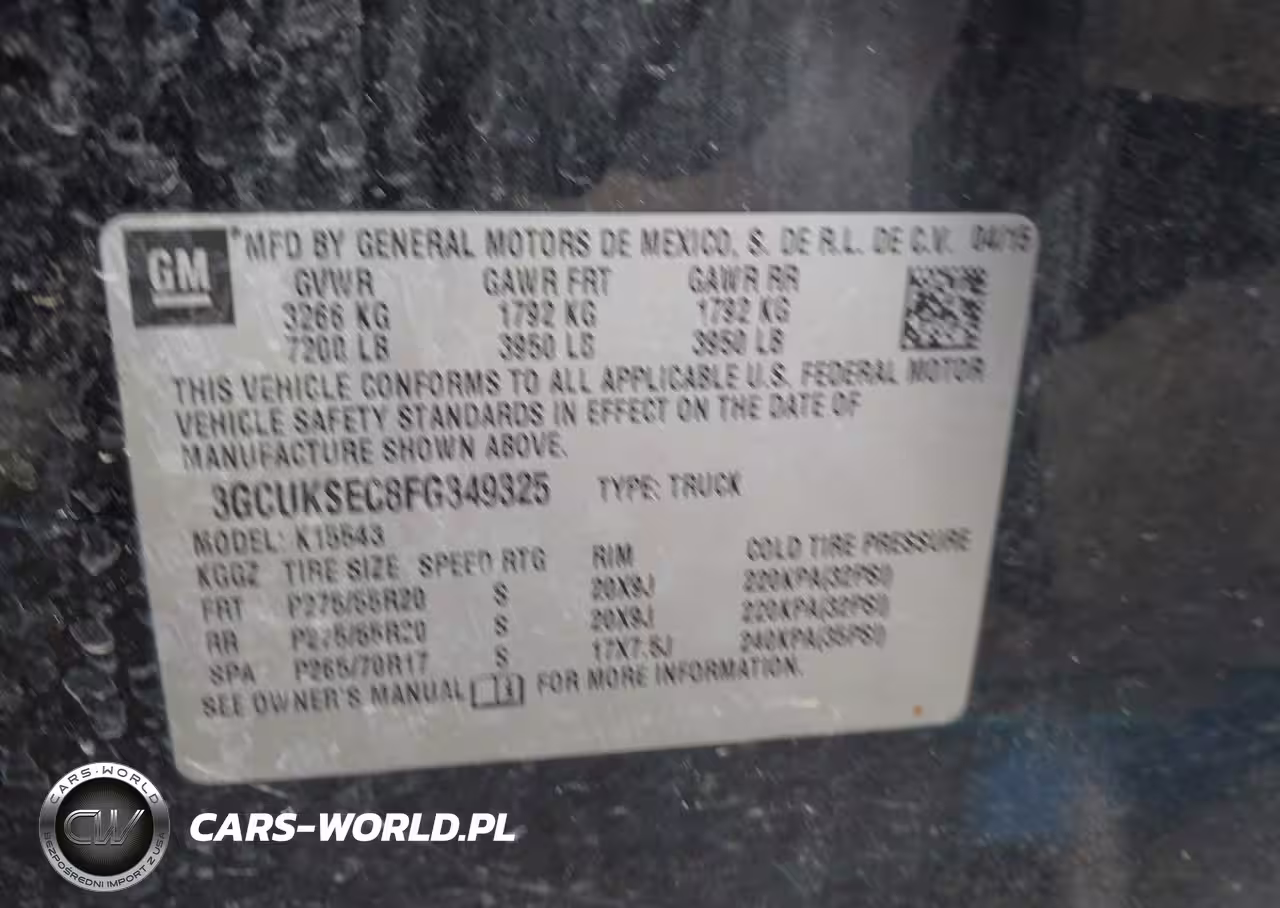 GM
*MFD BY GENERAL MOTORS DE MEXICO, S. DE R.L. DE C.V. 04/15
GVWR GAWR FRT GAWR RR
3266 KG 1792 KG 1792 KG
7200 LB 3950 LB 3950 LB
THIS VEHICLE CONFORMS TO ALL APPLICABLE U.S. FEDERAL MOTOR
VEHICLE SAFETY STANDARDS IN EFFECT ON THE DATE OF
MANUFACTURE SHOWN ABOVE.
3GCUKSEC8FG349325 TYPE: TRUCK
MODEL: K15543
KGGZ TIRE SIZE SPEED RTG RIM COLD TIRE PRESSURE
FRT P275/55R20 S 20X9J 220KPA(32PSI)
RR P275/55R20 S 20X9J 220KPA(32PSI)
SPA P265/70R17 S 17X7.5J 240KPA(35PSI)
SEE OWNER'S MANUAL FOR MORE INFORMATION.
CARS-WORLD
CW
BEZPOŚREDNI IMPORT Z USA
CARS-WORLD.PL